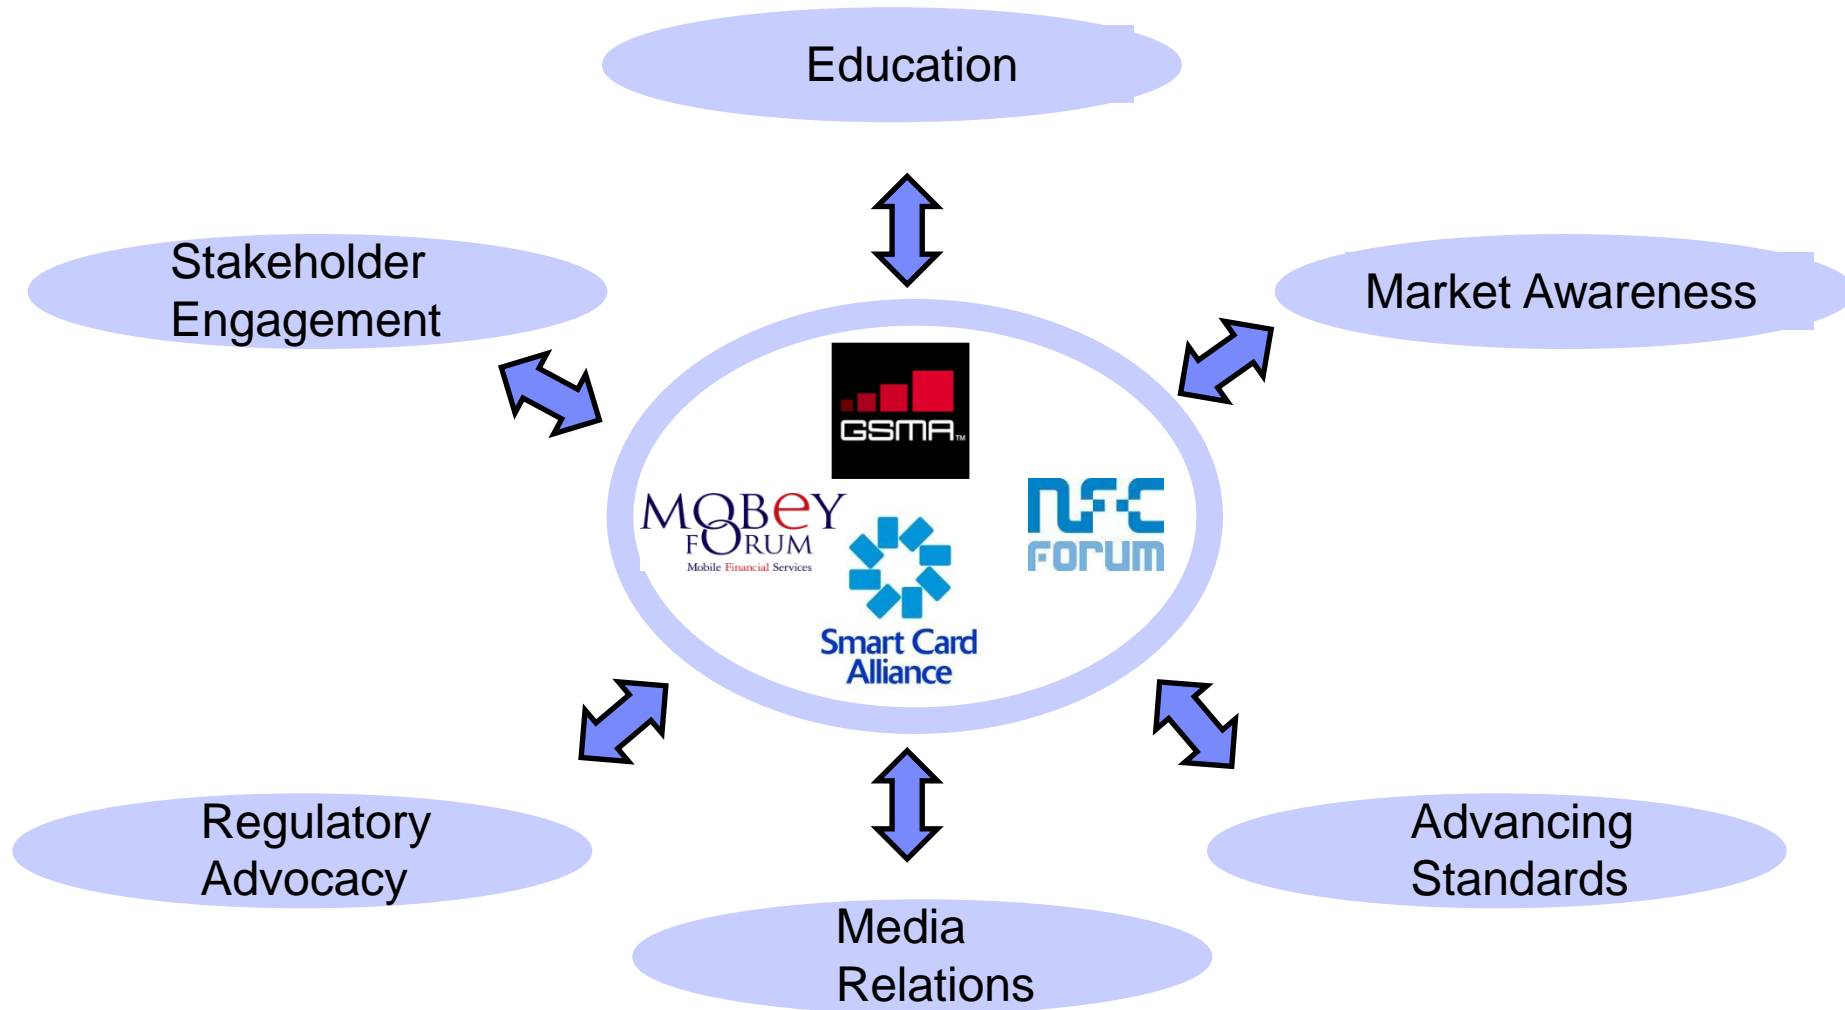 Education
Stakeholder
Engagement
Market Awareness
GSMA™
MOBEY
FORUM
Mobile Financial Services
NFC
Forum
Smart Card
Alliance
Regulatory
Advocacy
Advancing
Standards
Media
Relations